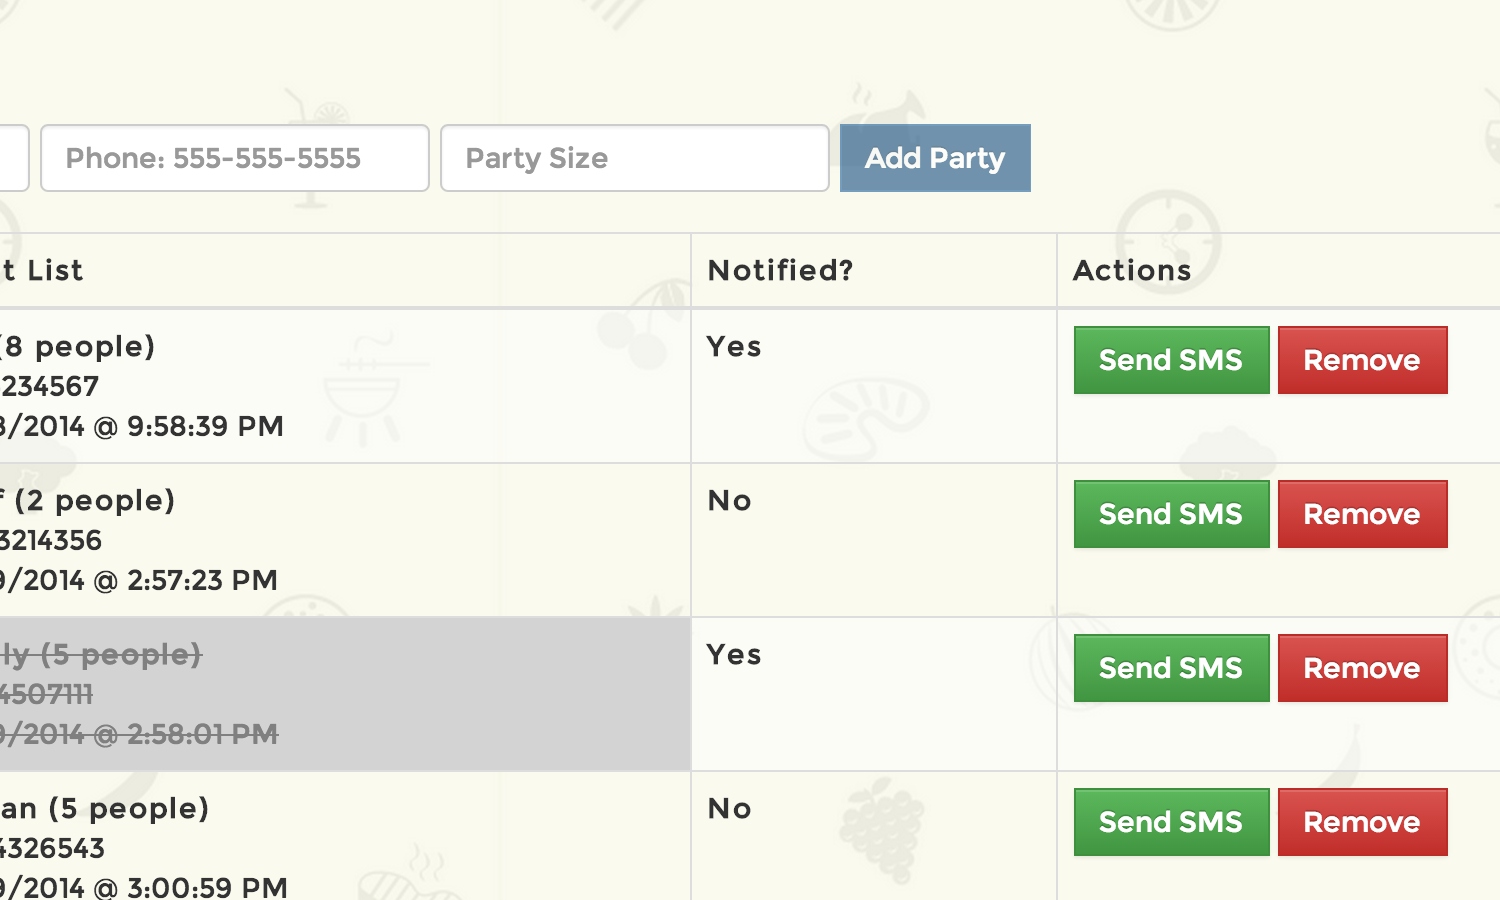 Phone: 555-555-5555 Party Size Add Party
t List Notified? Actions
(8 people) Yes Send SMS Remove
234567
8/2014 @ 9:58:39 PM
f (2 people) No Send SMS Remove
3214356
9/2014 @ 2:57:23 PM
ly (5 people) Yes Send SMS Remove
4507111
9/2014 @ 2:58:01 PM
an (5 people) No Send SMS Remove
4326543
9/2014 @ 3:00:59 PM